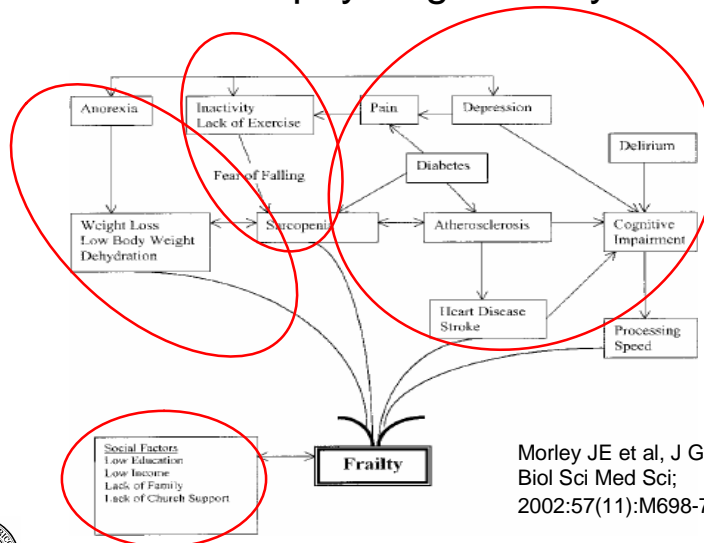 Anorexia
Inactivity
Lack of Exercise
Pain
Depression
Delirium
Fear of Falling
Diabetes
Weight Loss
Low Body Weight
Dehydration
Sarcopenia
Atherosclerosis
Cognitive
Impairment
Heart Disease
Stroke
Processing
Speed
Social Factors
Low Education
Low Income
Lack of Family
Lack of Church Support
Frailty
Morley JE et al, J G
Biol Sci Med Sci;
2002:57(11):M698-7